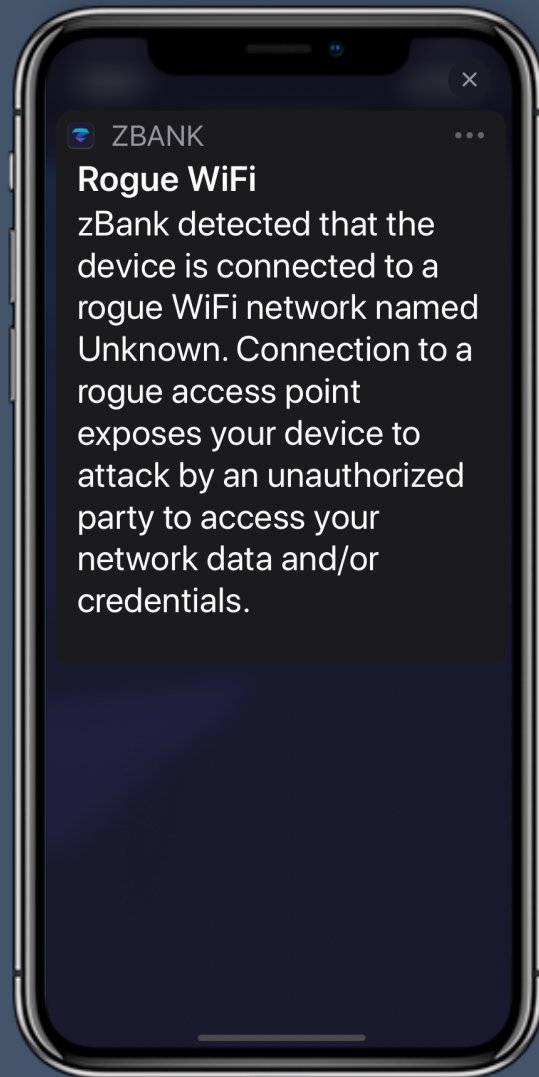 ZBANK
Rogue WiFi
zBank detected that the
device is connected to a
rogue WiFi network named
Unknown. Connection to a
rogue access point
exposes your device to
attack by an unauthorized
party to access your
network data and/or
credentials.